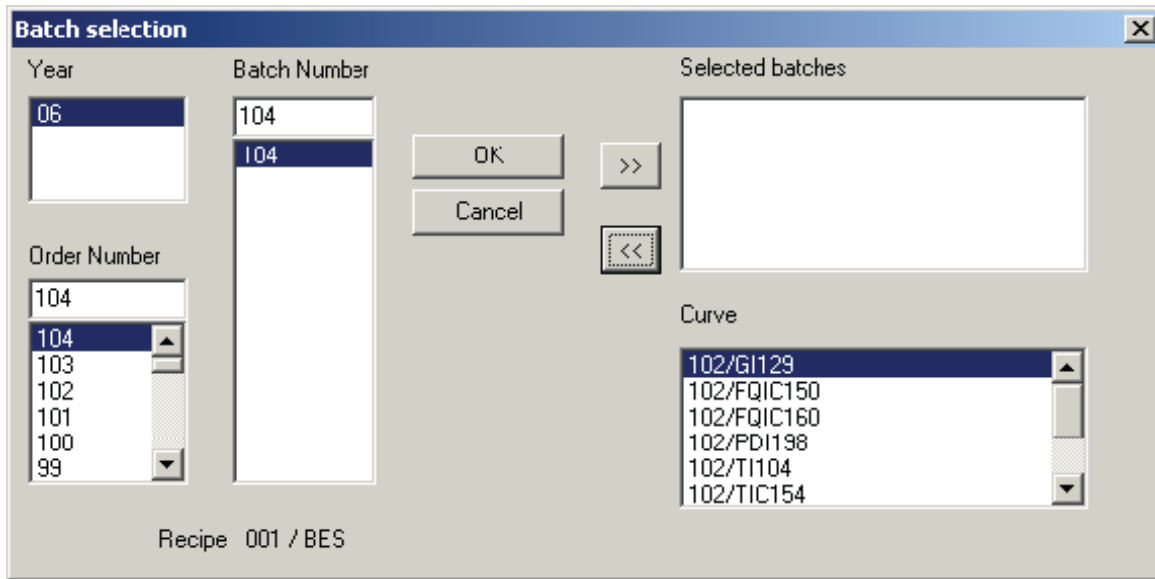 Batch selection
Year
06
Batch Number
104
104
OK
Cancel
>>
<<
Selected batches
Order Number
104
104
103
102
101
100
99
Curve
102/GI129
102/FQIC150
102/FQIC160
102/PDI198
102/TI104
102/TIC154
Recipe 001 / BES